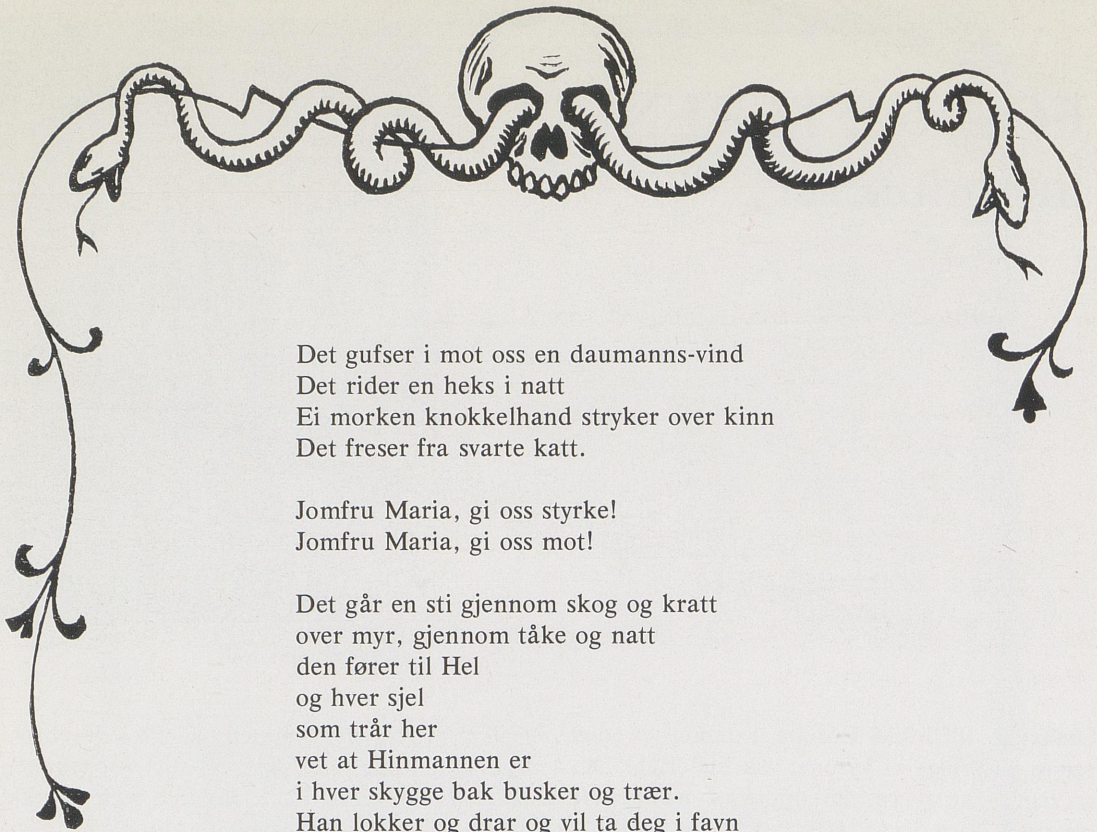 Det gufser i mot oss en daumanns-vind
Det rider en heks i natt
Ei morken knokkelhand stryker over kinn
Det freser fra svarte katt.

Jomfru Maria, gi oss styrke!
Jomfru Maria, gi oss mot!

Det går en sti gjennom skog og kratt
over myr, gjennom tåke og natt
den fører til Hel
og hver sjel
som trår her
vet at Hinmannen er
i hver skygge bak busker og trær.
Han lokker og drar og vil ta deg i favn